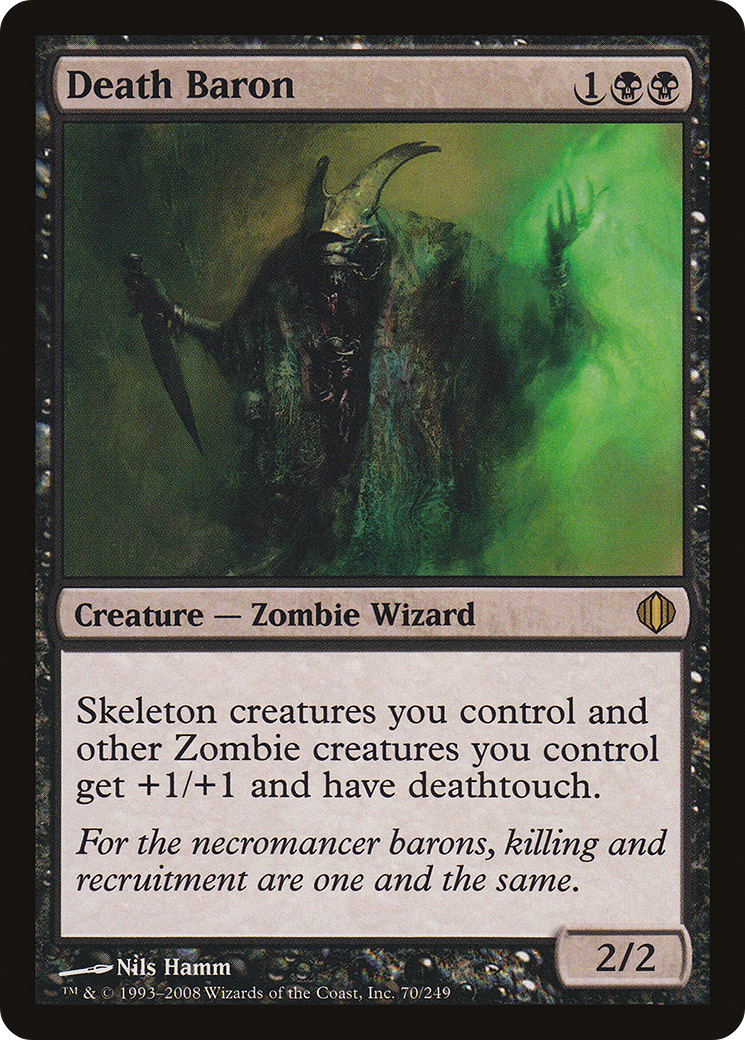 Death Baron 1
Creature — Zombie Wizard
Skeleton creatures you control and
other Zombie creatures you control
get +1/+1 and have deathtouch.
For the necromancer barons, killing and
recruitment are one and the same.
2/2
Nils Hamm
™ & © 1993–2008 Wizards of the Coast, Inc. 70/249